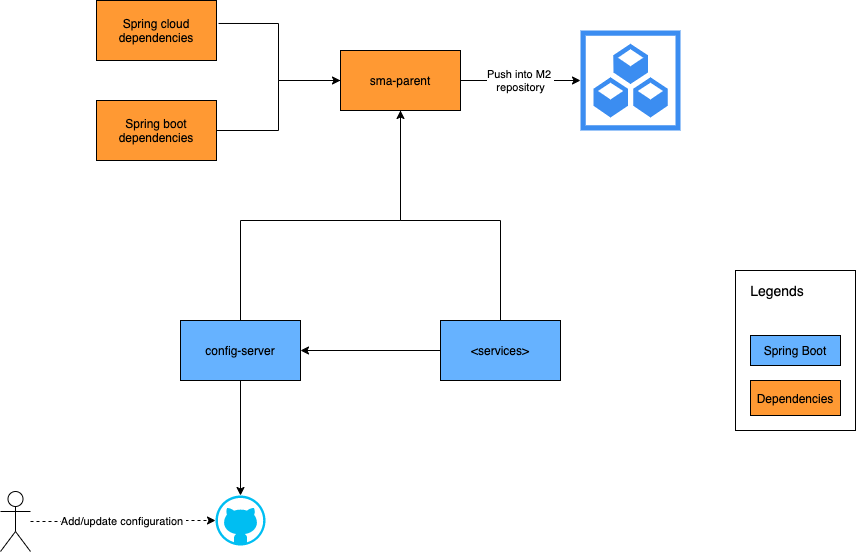 Spring cloud
dependencies
Spring boot
dependencies
sma-parent
Push into M2
repository
Legends
Spring Boot
Dependencies
config-server
<services>
Add/update configuration